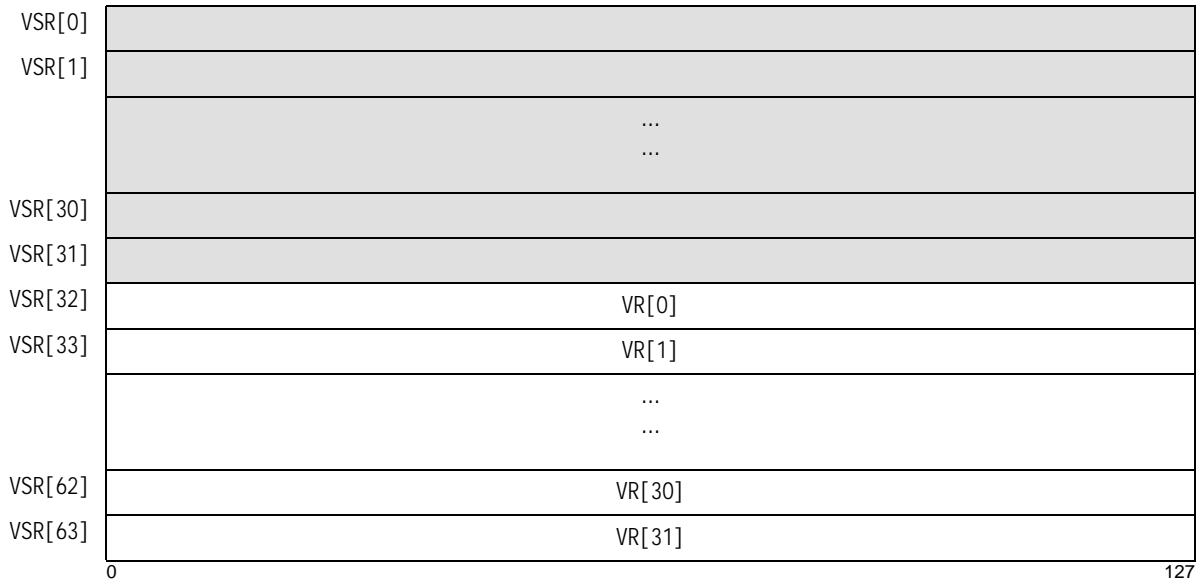 VSR[0]
VSR[1]
...
...
VSR[30]
VSR[31]
VSR[32] VR[0]
VSR[33] VR[1]
...
...
VSR[62] VR[30]
VSR[63] VR[31]
0 127